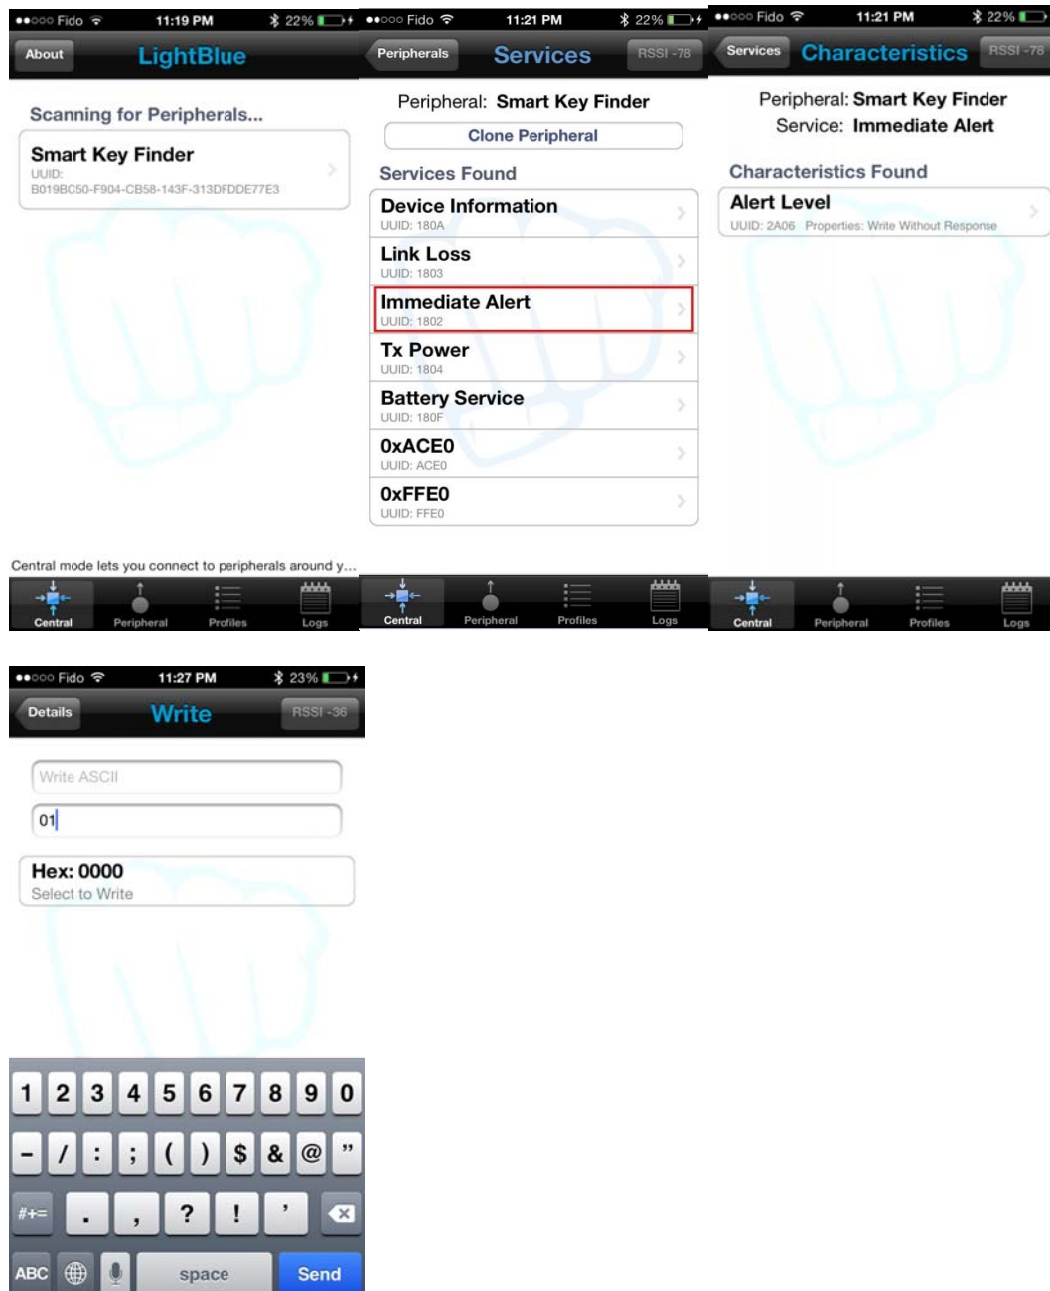 Fido 11:19 PM 22%
About LightBlue
Scanning for Peripherals...
Smart Key Finder
UUID:
B019BC50-F904-CB58-143F-313DFDDE77E3
Central mode lets you connect to peripherals around y...
Central Peripheral Profiles Logs
Fido 11:21 PM 22%
Peripherals Services RSSI -78
Peripheral: Smart Key Finder
Clone Peripheral
Services Found
Device Information
UUID: 180A
Link Loss
UUID: 1803
Immediate Alert
UUID: 1802
Tx Power
UUID: 1804
Battery Service
UUID: 180F
0xACE0
UUID: ACE0
0xFFE0
UUID: FFE0
Central Peripheral Profiles Logs
Fido 11:21 PM 22%
Services Characteristics RSSI -78
Peripheral: Smart Key Finder
Service: Immediate Alert
Characteristics Found
Alert Level
UUID: 2A06 Properties: Write Without Response
Central Peripheral Profiles Logs
Fido 11:27 PM 23%
Details Write RSSI -36
Write ASCII
01
Hex: 0000
Select to Write
1 2 3 4 5 6 7 8 9 0
- / : ; ( ) $ & @ ”
#+= . , ? ! ’
ABC space Send